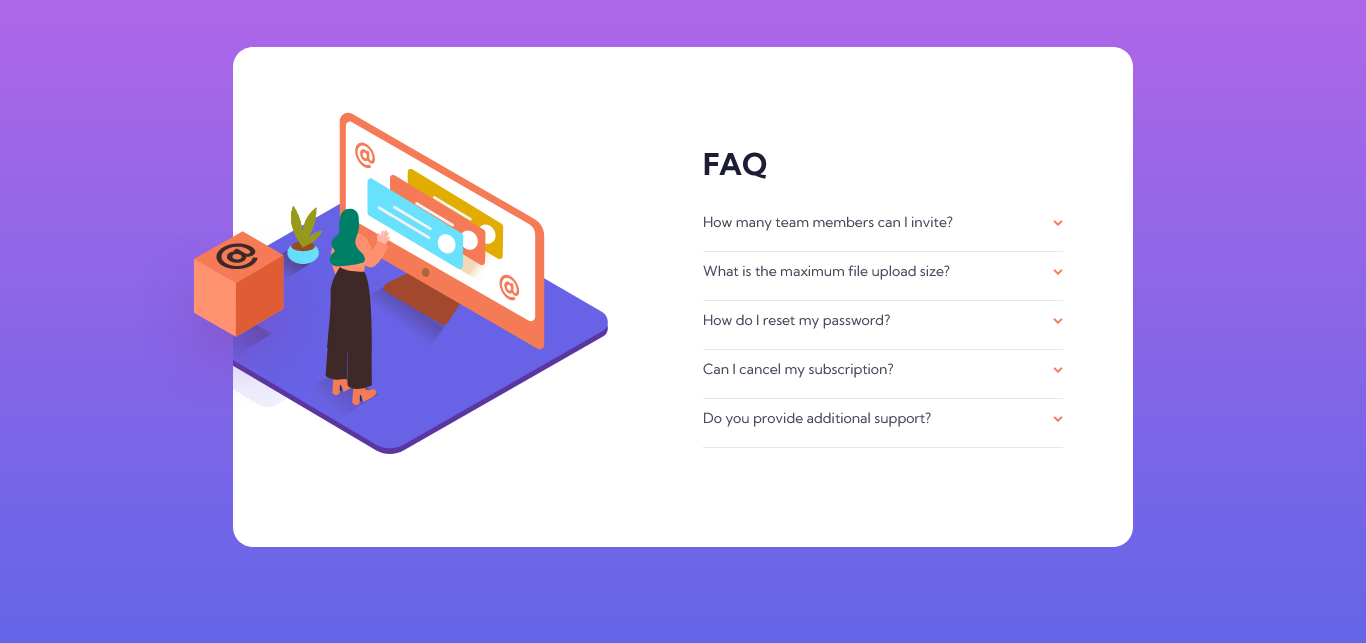 @
@
@
FAQ
How many team members can I invite?
What is the maximum file upload size?
How do I reset my password?
Can I cancel my subscription?
Do you provide additional support?